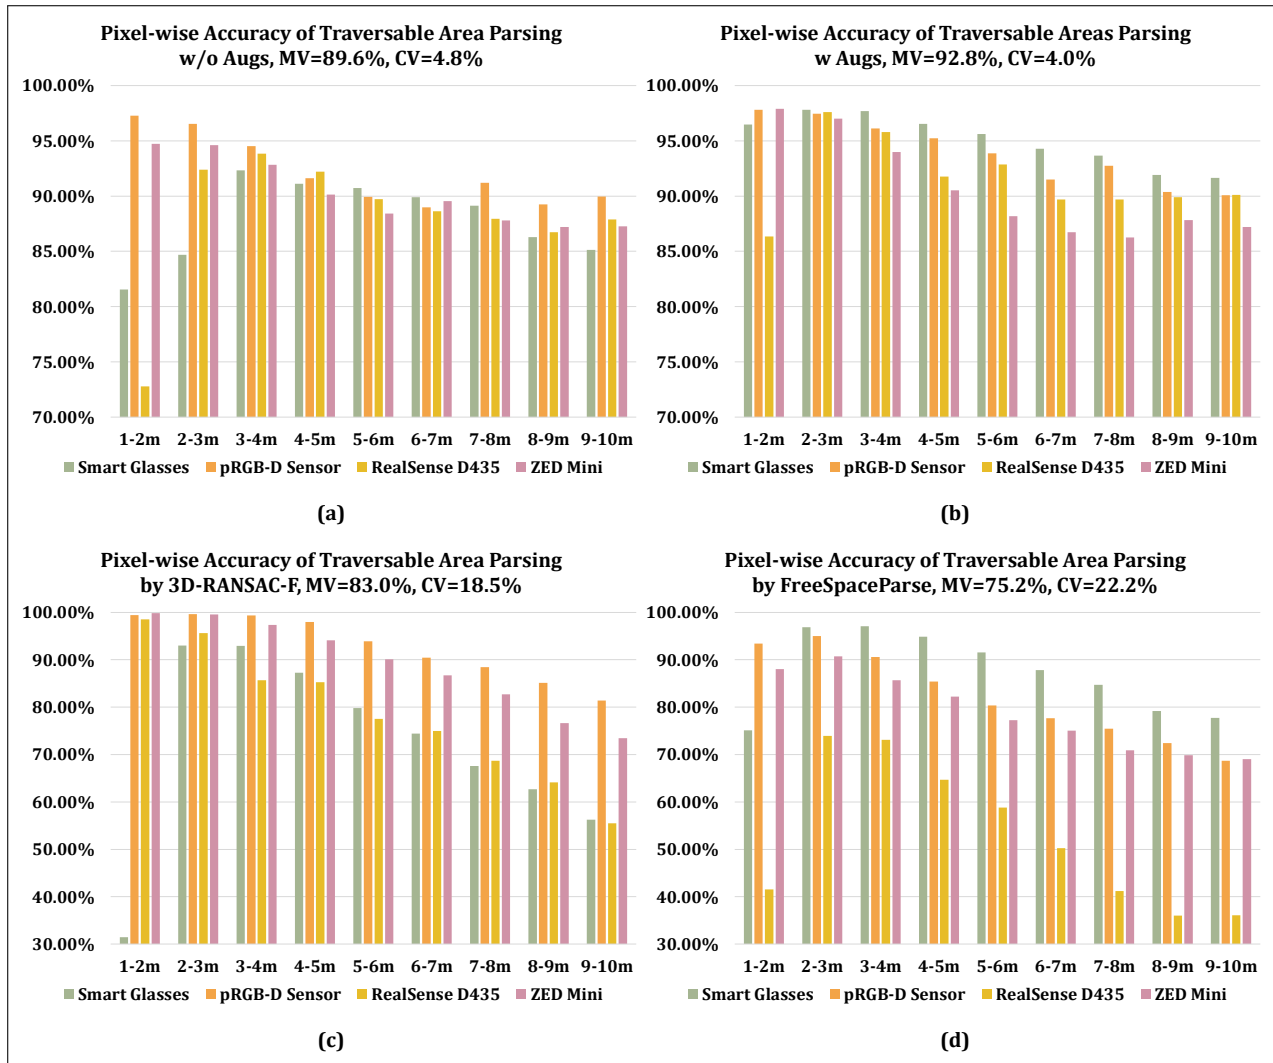 Pixel-wise Accuracy of Traversable Area Parsing
w/o Augs, MV=89.6%, CV=4.8%
100.00%
95.00%
90.00%
85.00%
80.00%
75.00%
70.00%
1-2m 2-3m 3-4m 4-5m 5-6m 6-7m 7-8m 8-9m 9-10m
Smart Glasses pRGB-D Sensor RealSense D435 ZED Mini
(a)
Pixel-wise Accuracy of Traversable Areas Parsing
w Augs, MV=92.8%, CV=4.0%
100.00%
95.00%
90.00%
85.00%
80.00%
75.00%
70.00%
1-2m 2-3m 3-4m 4-5m 5-6m 6-7m 7-8m 8-9m 9-10m
Smart Glasses pRGB-D Sensor RealSense D435 ZED Mini
(b)
Pixel-wise Accuracy of Traversable Area Parsing
by 3D-RANSAC-F, MV=83.0%, CV=18.5%
100.00%
90.00%
80.00%
70.00%
60.00%
50.00%
40.00%
30.00%
1-2m 2-3m 3-4m 4-5m 5-6m 6-7m 7-8m 8-9m 9-10m
Smart Glasses pRGB-D Sensor RealSense D435 ZED Mini
(c)
Pixel-wise Accuracy of Traversable Area Parsing
by FreeSpaceParse, MV=75.2%, CV=22.2%
100.00%
90.00%
80.00%
70.00%
60.00%
50.00%
40.00%
30.00%
1-2m 2-3m 3-4m 4-5m 5-6m 6-7m 7-8m 8-9m 9-10m
Smart Glasses pRGB-D Sensor RealSense D435 ZED Mini
(d)